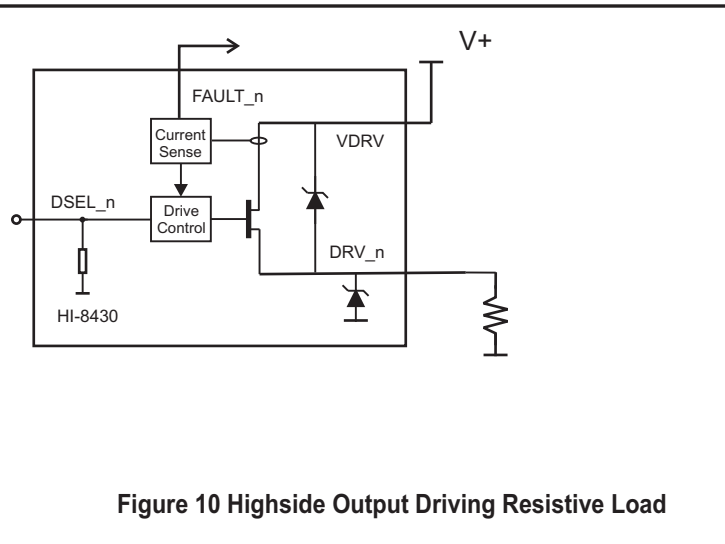 V+
FAULT_n
Current
Sense
VDRV
DSEL_n
Drive
Control
DRV_n
HI-8430
Figure 10 Highside Output Driving Resistive Load